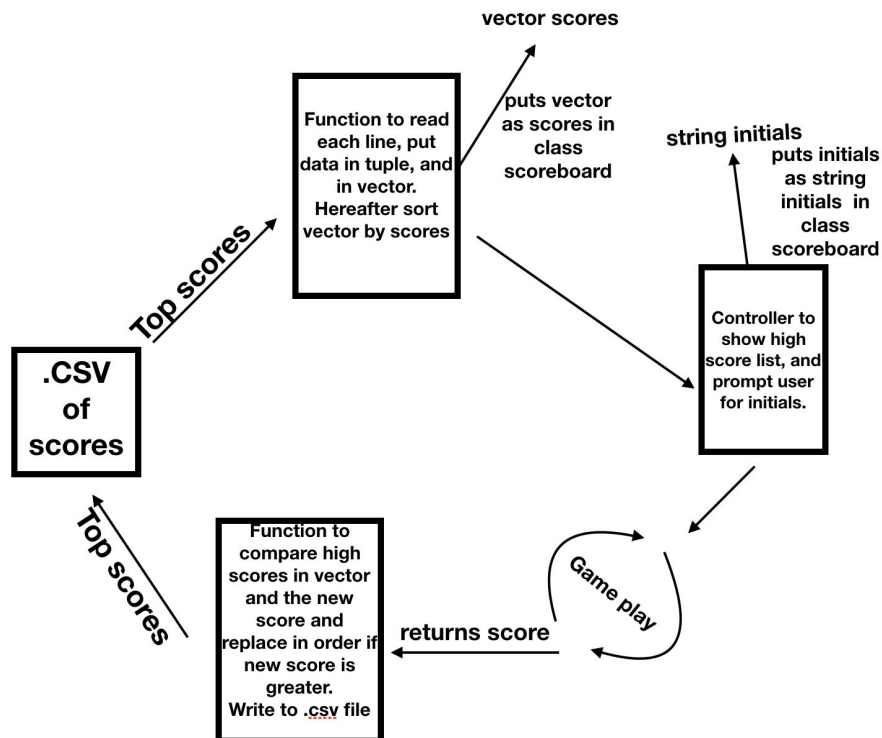 vector scores
Function to read
each line, put
data in tuple, and
in vector.
Hereafter sort
vector by scores
puts vector
as scores in
class
scoreboard
string initials
puts initials
as string
initials in
class
scoreboard
Top scores
Controller to
show high
score list, and
prompt user
for initials.
.CSV
of
scores
Game play
returns score
Function to
compare high
scores in vector
and the new
score and
replace in order if
new score is
greater.
Write to .csv file
Top scores